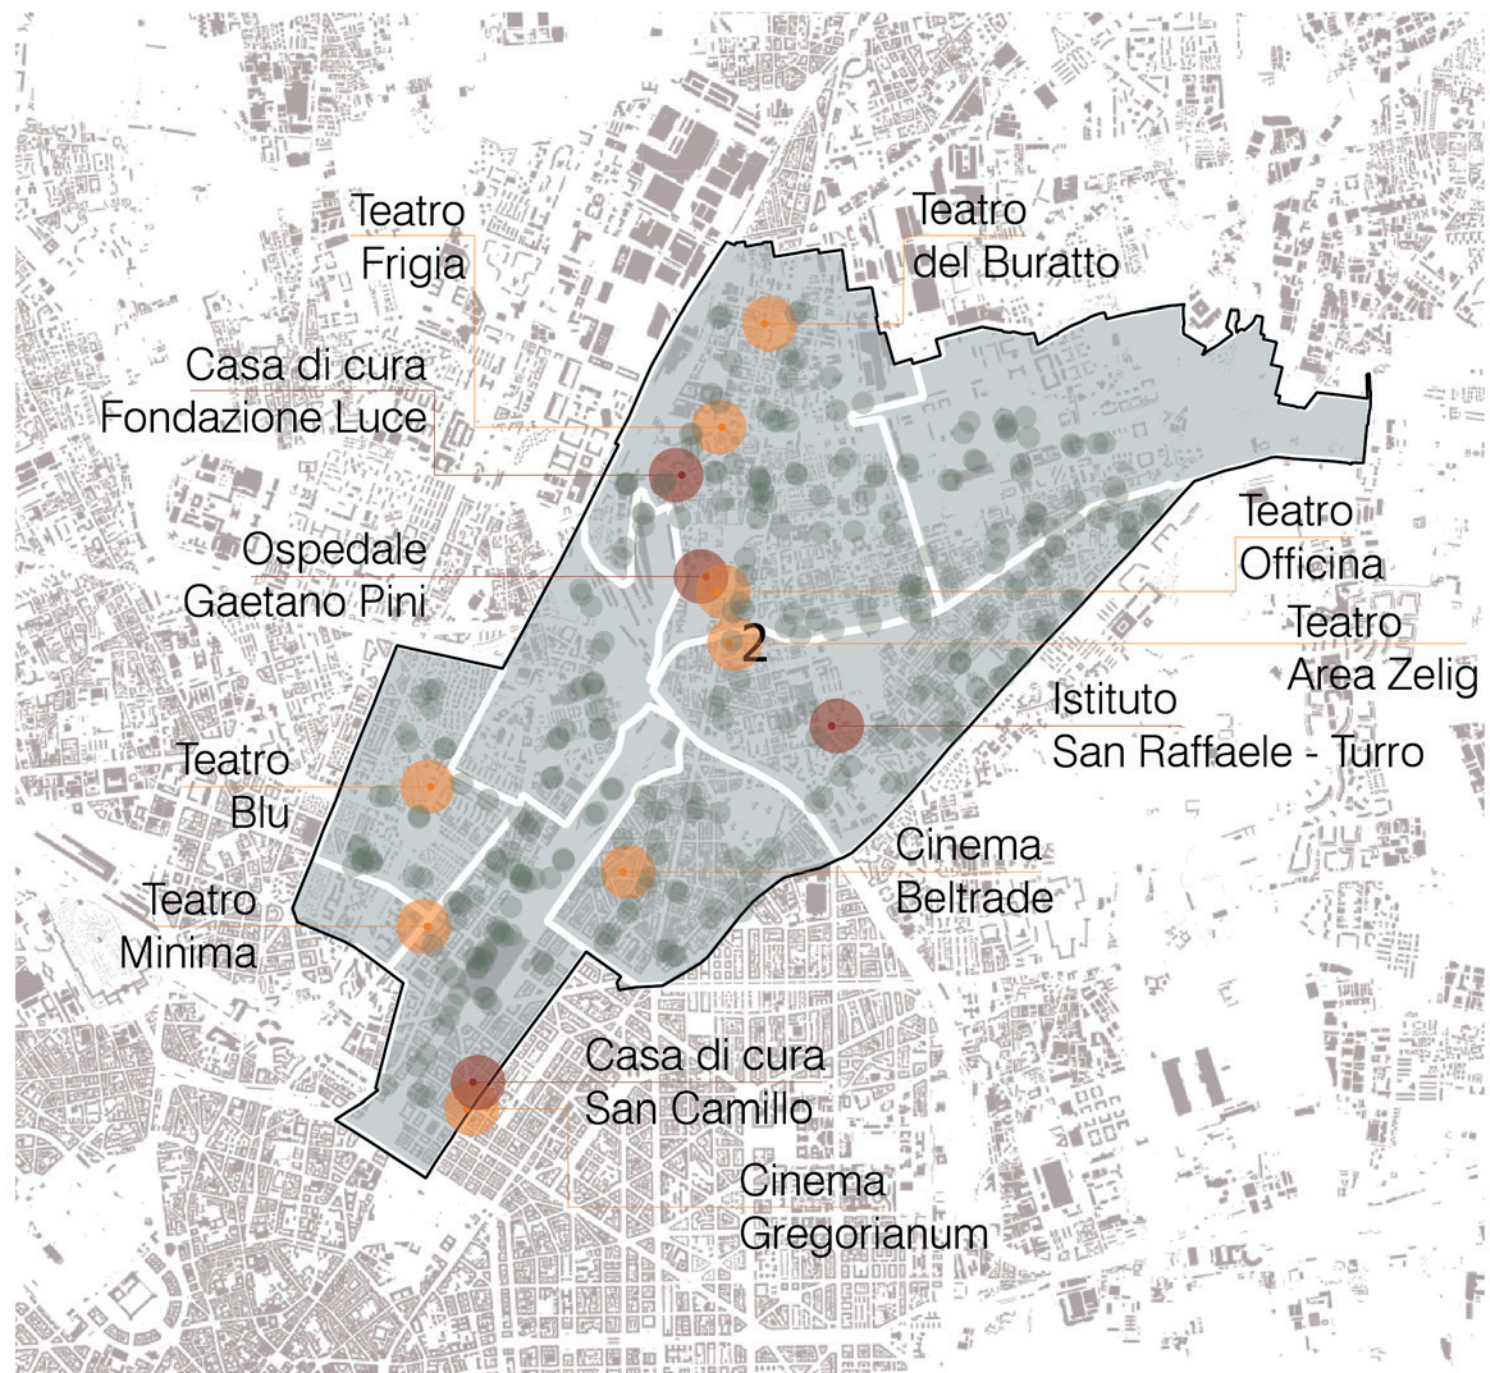 Teatro
Frigia
Teatro
del Buratto
Casa di cura
Fondazione Luce
Teatro
Officina
Ospedale
Gaetano Pini
Teatro
Area Zelig
2
Istituto
San Raffaele - Turro
Teatro
Blu
Cinema
Beltrade
Teatro
Minima
Casa di cura
San Camillo
Cinema
Gregorianum